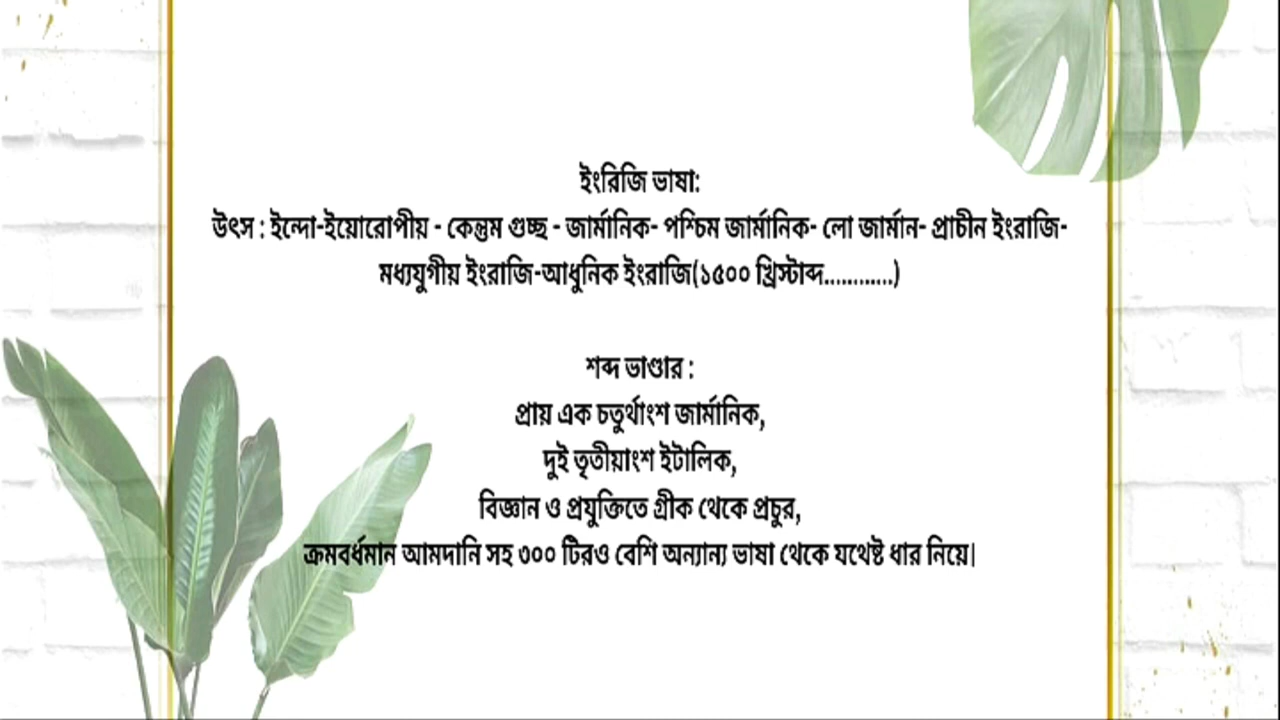 ইংরিজি ভাষা:
উৎস : ইন্দো-ইয়োরোপীয় - কেন্তুম গুচ্ছ - জার্মানিক- পশ্চিম জার্মানিক- লো জার্মান- প্রাচীন ইংরাজি-
মধ্যযুগীয় ইংরাজি-আধুনিক ইংরাজি(১৫০০ খ্রিস্টাব্দ............)
শব্দ ভাণ্ডার :
প্রায় এক চতুর্থাংশ জার্মানিক,
দুই তৃতীয়াংশ ইটালিক,
বিজ্ঞান ও প্রযুক্তিতে গ্রীক থেকে প্রচুর,
ক্রমবর্ধমান আমদানি সহ ৩০০ টিরও বেশি অন্যান্য ভাষা থেকে যথেষ্ট ধার নিয়ে।